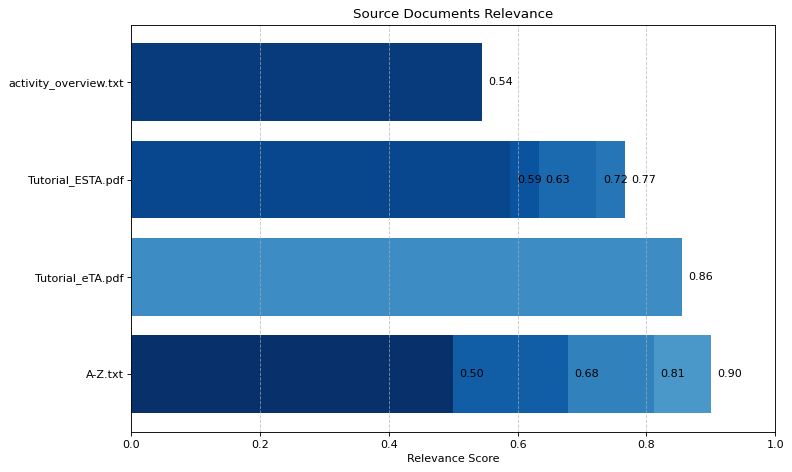 Source Documents Relevance
activity_overview.txt
0.54
Tutorial_ESTA.pdf
0.59 0.63 0.72 0.77
Tutorial_eTA.pdf
0.86
A-Z.txt
0.50 0.68 0.81 0.90
0.0 0.2 0.4 0.6 0.8 1.0
Relevance Score